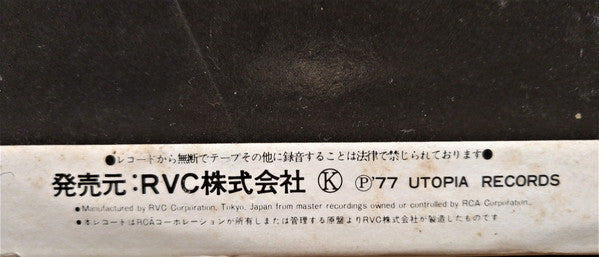 ●レコードから無断でテープその他に録音することは法律で禁じられております●
発売元:RVC株式会社 Ⓚ Ⓟ'77 UTOPIA RECORDS
●Manufactured by RVC Corporation, Tokyo, Japan from master recordings owned or controlled by RCA Corporation.
●本レコードはRCAコーポレーションが所有しまたは管理する原盤よりRVC株式会社が製造したものです